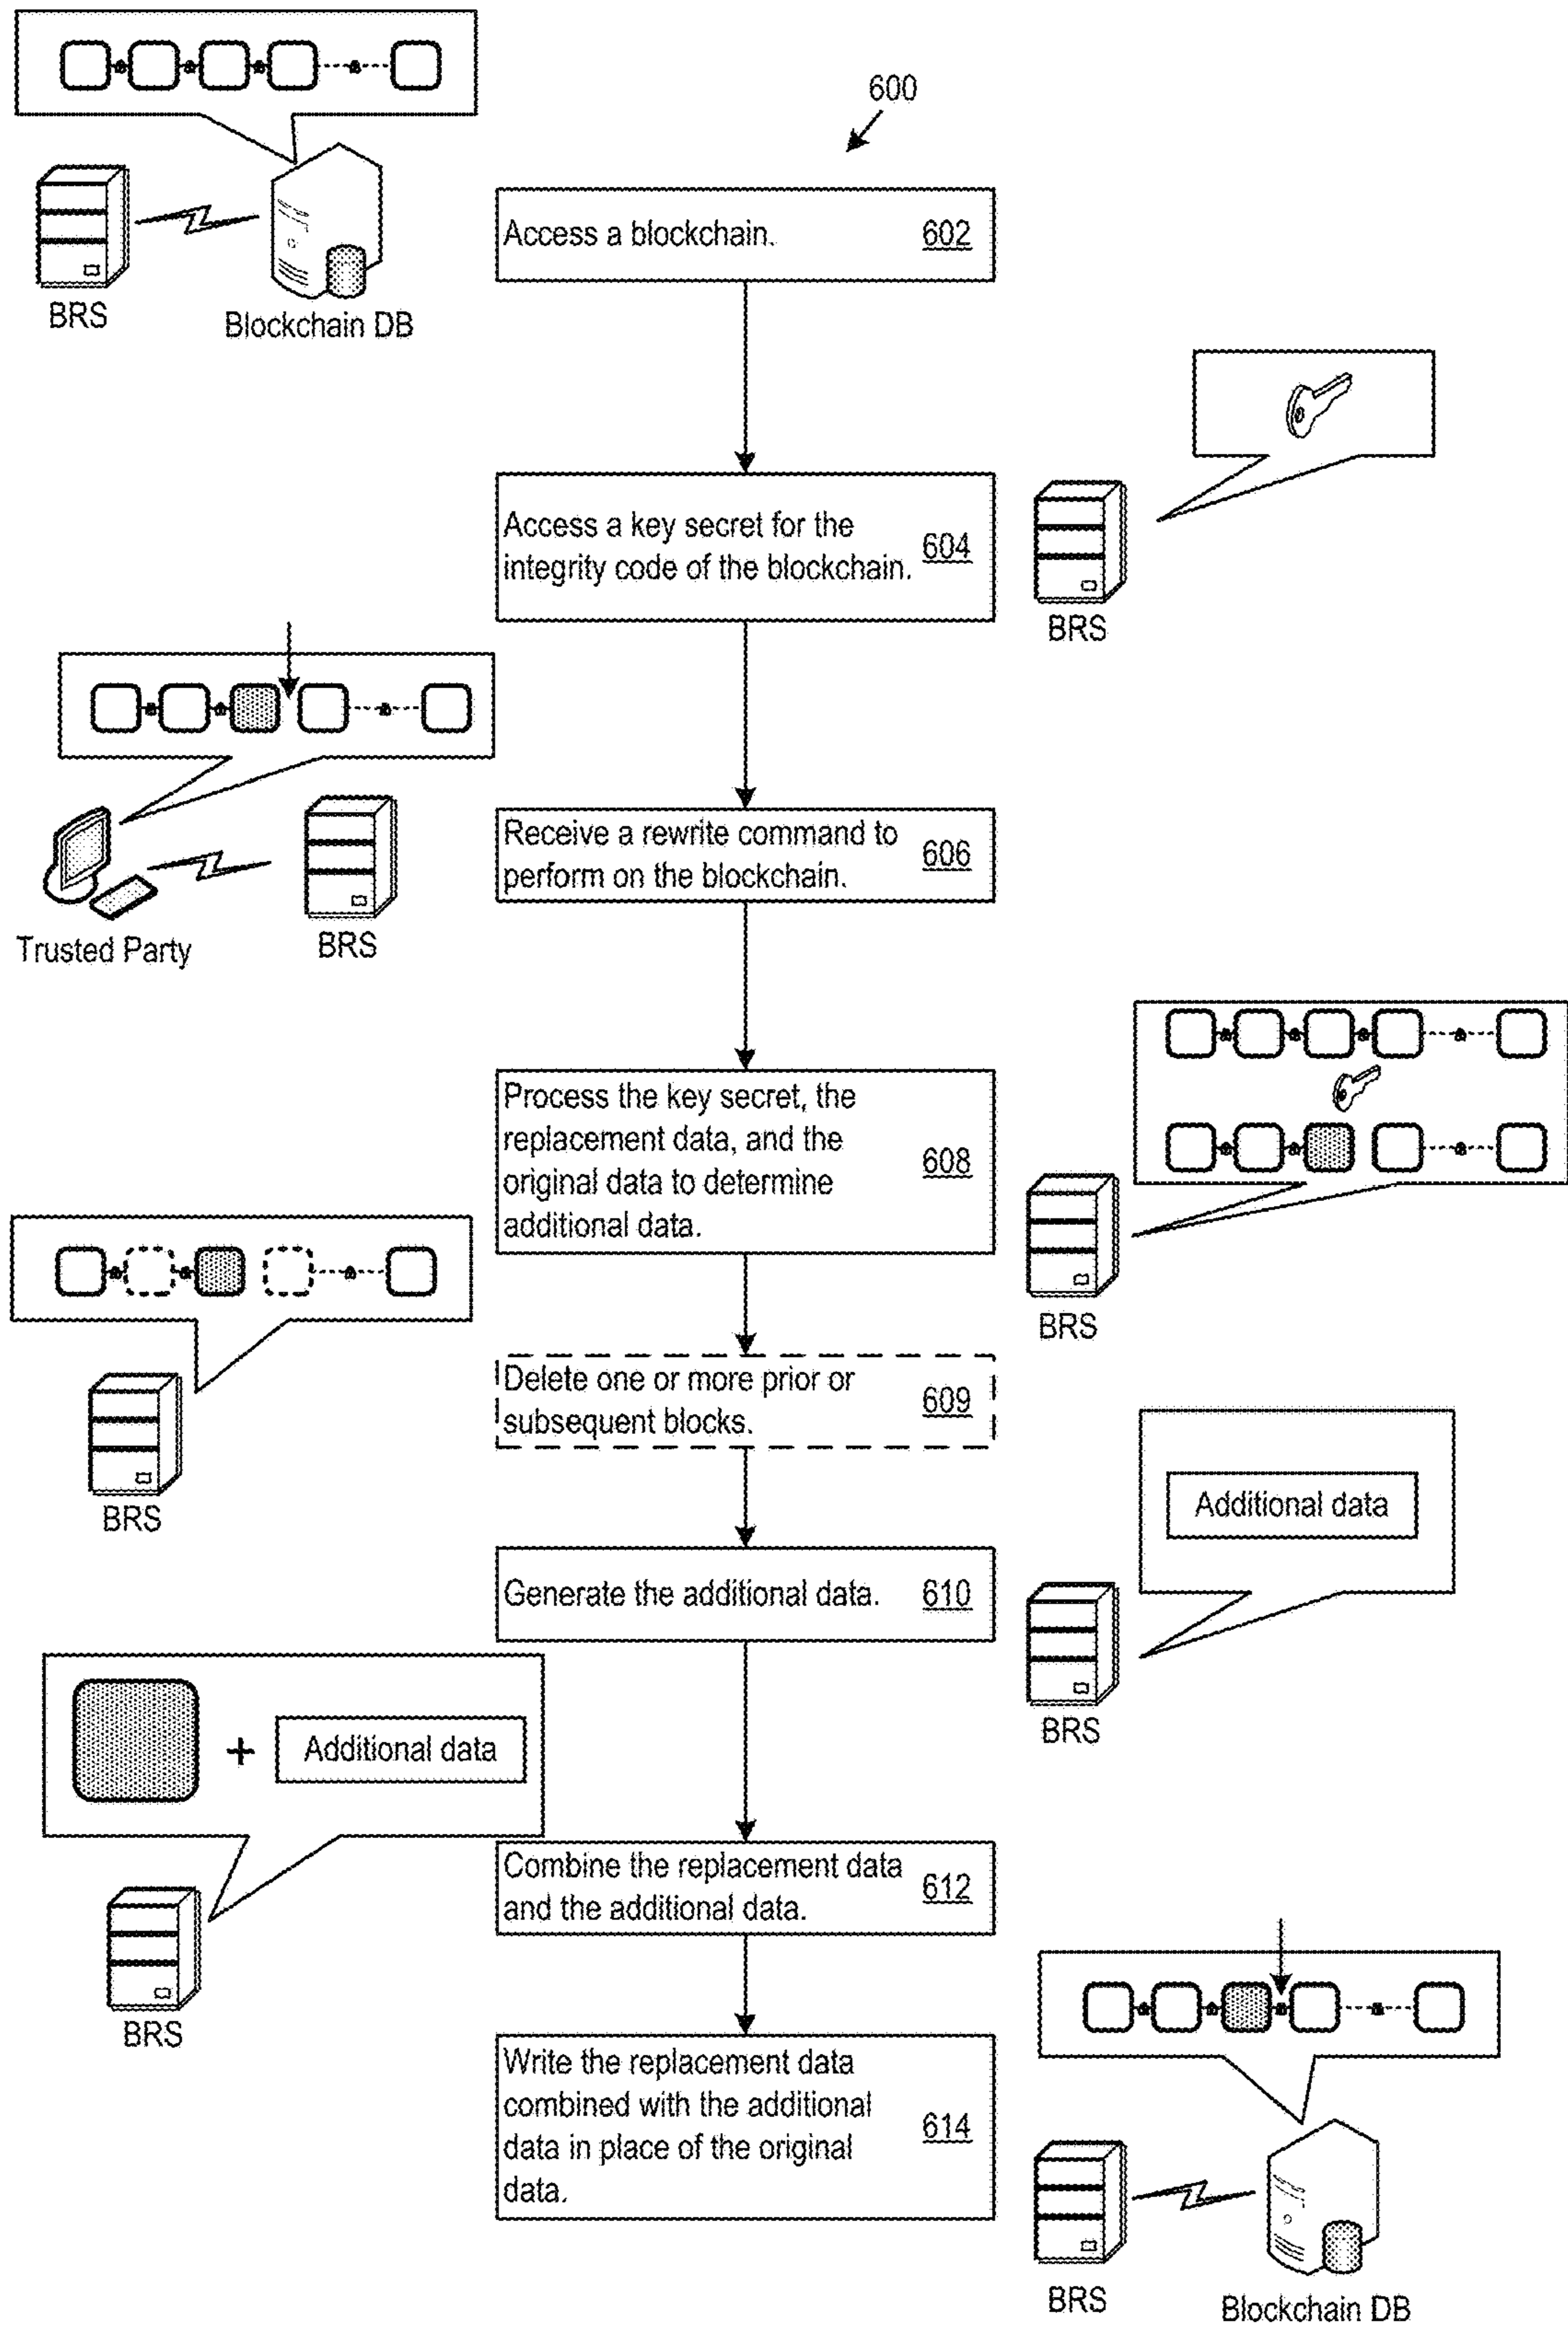 600
Access a blockchain. 602
BRS
Blockchain DB
Access a key secret for the
integrity code of the blockchain. 604
BRS
Receive a rewrite command to
perform on the blockchain. 606
Trusted Party
BRS
Process the key secret, the
replacement data, and the
original data to determine
additional data.
608
BRS
Delete one or more prior or
subsequent blocks.
609
BRS
Additional data
Generate the additional data. 610
BRS
+ Additional data
Combine the replacement data
and the additional data.
612
BRS
Write the replacement data
combined with the additional
data in place of the original
data.
614
BRS
Blockchain DB